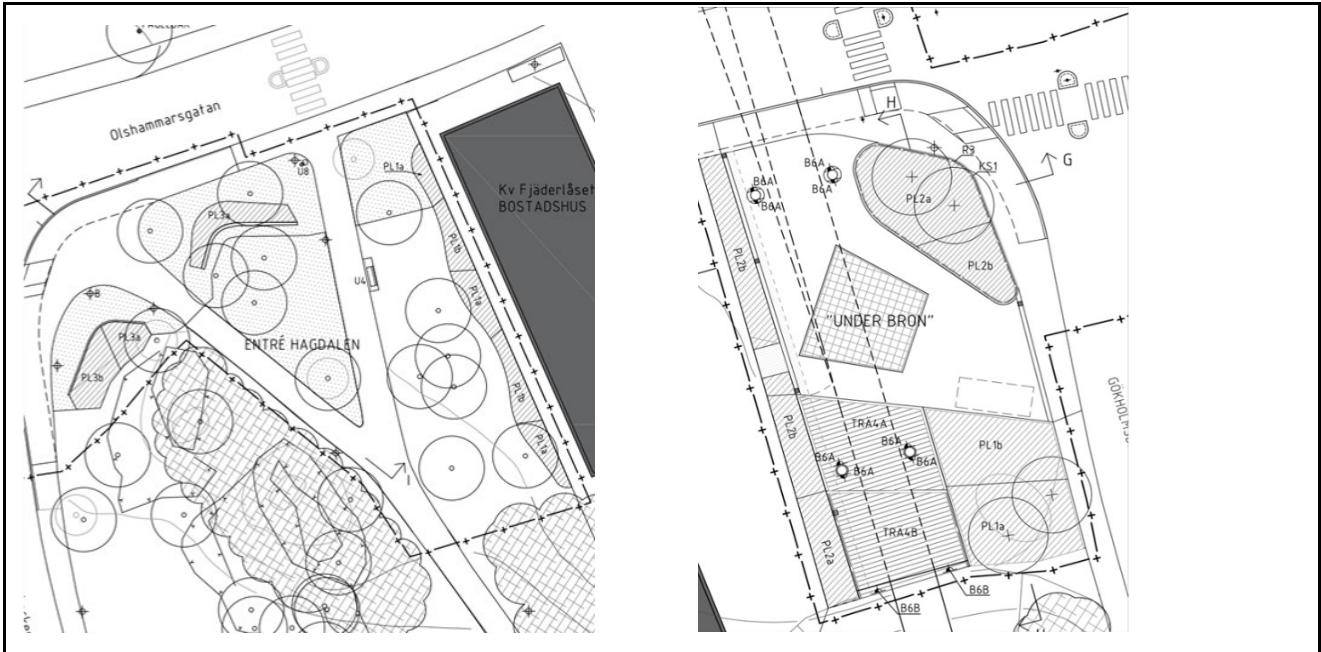 Olshammarsgatan
U8
PL1a
PL3a
Kv Fjäderlåset
BOSTADSHUS
PL1b
U4
PL1a
ENTRÉ HAGDALEN
PL3a
PL3b
PL1b
PL1a
I
H
R3
KS1
G
B6A
B6A
B6A
B6A
PL2a
PL2b
PL2b
"UNDER BRON"
PL2b
TRA4A
B6A
B6A
B6A
B6A
PL1b
TRA4B
PL1a
PL2a
B6B
B6B